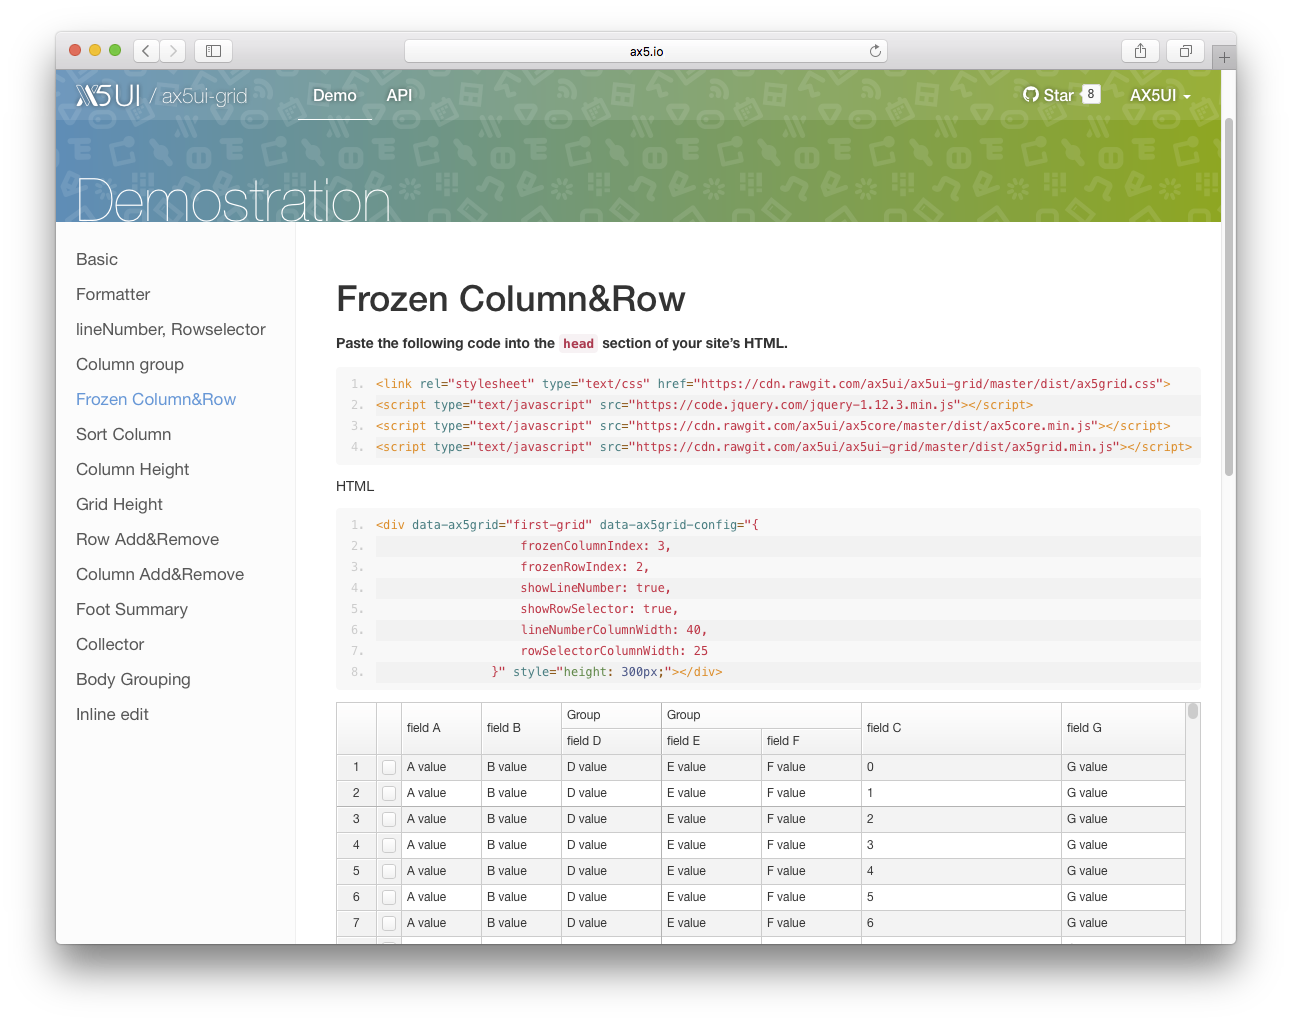 ax5.io
AX5UI / ax5ui-grid
Demo
API
Star 8
AX5UI
Demostration
Basic
Formatter
lineNumber, Rowselector
Column group
Frozen Column&Row
Sort Column
Column Height
Grid Height
Row Add&Remove
Column Add&Remove
Foot Summary
Collector
Body Grouping
Inline edit
Frozen Column&Row
Paste the following code into the head section of your site’s HTML.
1. <link rel="stylesheet" type="text/css" href="https://cdn.rawgit.com/ax5ui/ax5ui-grid/master/dist/ax5grid.css">
2. <script type="text/javascript" src="https://code.jquery.com/jquery-1.12.3.min.js"></script>
3. <script type="text/javascript" src="https://cdn.rawgit.com/ax5ui/ax5core/master/dist/ax5core.min.js"></script>
4. <script type="text/javascript" src="https://cdn.rawgit.com/ax5ui/ax5ui-grid/master/dist/ax5grid.min.js"></script>
HTML
1. <div data-ax5grid="first-grid" data-ax5grid-config="{
2. frozenColumnIndex: 3,
3. frozenRowIndex: 2,
4. showLineNumber: true,
5. showRowSelector: true,
6. lineNumberColumnWidth: 40,
7. rowSelectorColumnWidth: 25
8. }" style="height: 300px;"></div>
Group Group
field A field B field C field G
field D field E field F
1 A value B value D value E value F value 0 G value
2 A value B value D value E value F value 1 G value
3 A value B value D value E value F value 2 G value
4 A value B value D value E value F value 3 G value
5 A value B value D value E value F value 4 G value
6 A value B value D value E value F value 5 G value
7 A value B value D value E value F value 6 G value